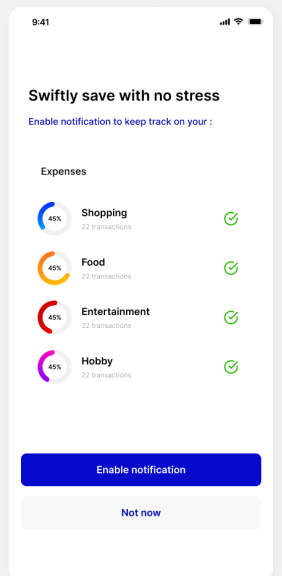 9:41
Swiftly save with no stress
Enable notification to keep track on your :
Expenses
45%
Shopping
22 transactions
45%
Food
22 transactions
45%
Entertainment
22 transactions
45%
Hobby
22 transactions
Enable notification
Not now